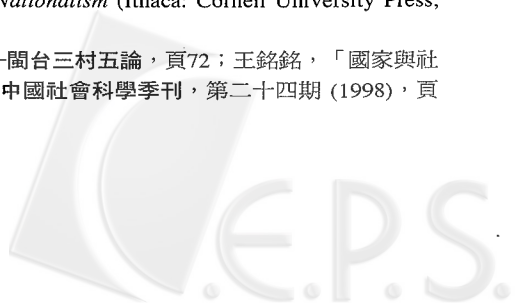 Nationalism (Ithaca: Cornell University Press,
閩台三村五論,頁72;王銘銘,「國家與社
中國社會科學季刊,第二十四期 (1998),頁
C.E.P.S.